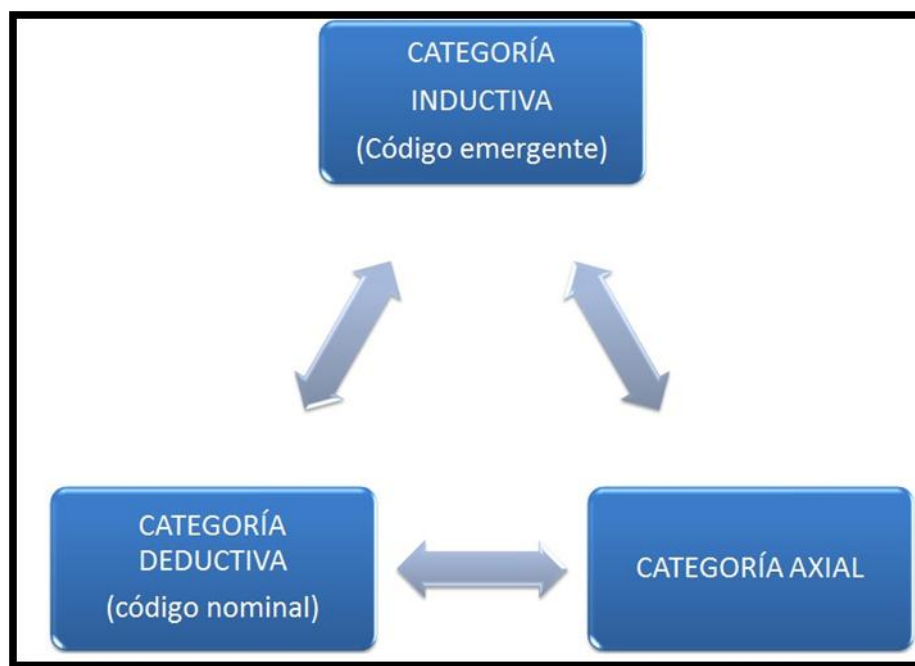 CATEGORÍA
INDUCTIVA
(Código emergente)
CATEGORÍA
DEDUCTIVA
(código nominal)
CATEGORÍA AXIAL